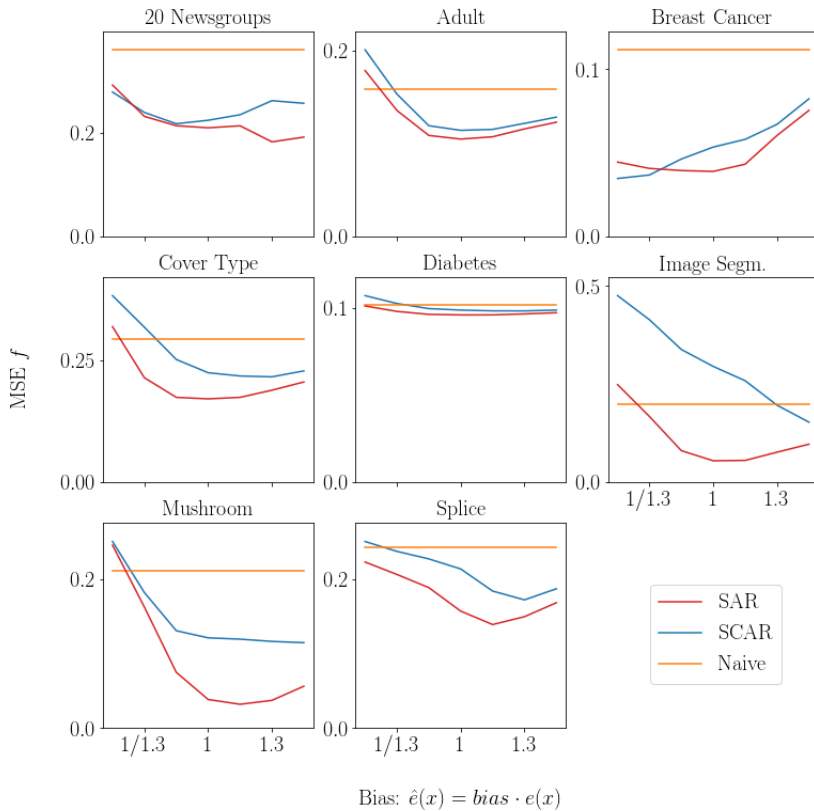 20 Newsgroups
Adult
Breast Cancer
0.2
0.0
0.2
0.0
0.1
0.0
Cover Type
Diabetes
Image Segm.
MSE f
0.25
0.00
0.1
0.0
0.5
0.0
1/1.3 1 1.3
Mushroom
Splice
0.2
0.0
1/1.3 1 1.3
0.2
0.0
1/1.3 1 1.3
SAR
SCAR
Naive
Bias: ê(x) = bias · e(x)